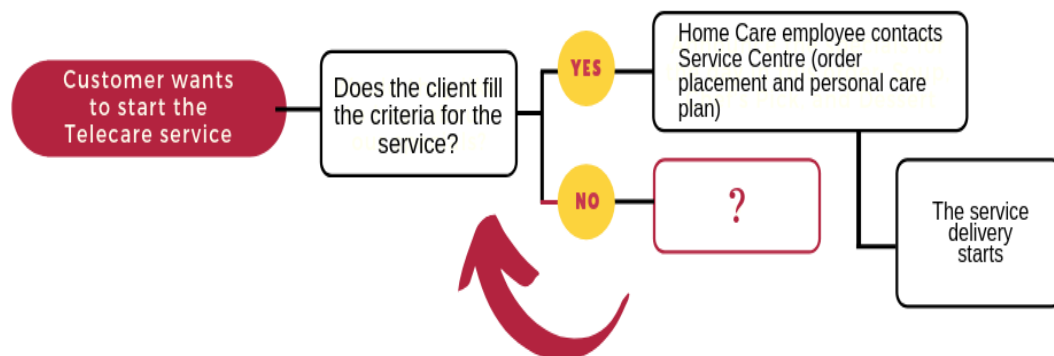 Customer wants
to start the
Telecare service
Does the client fill
the criteria for the
service?
YES
Home Care employee contacts
Service Centre (order
placement and personal care
plan)
NO
?
The service
delivery
starts